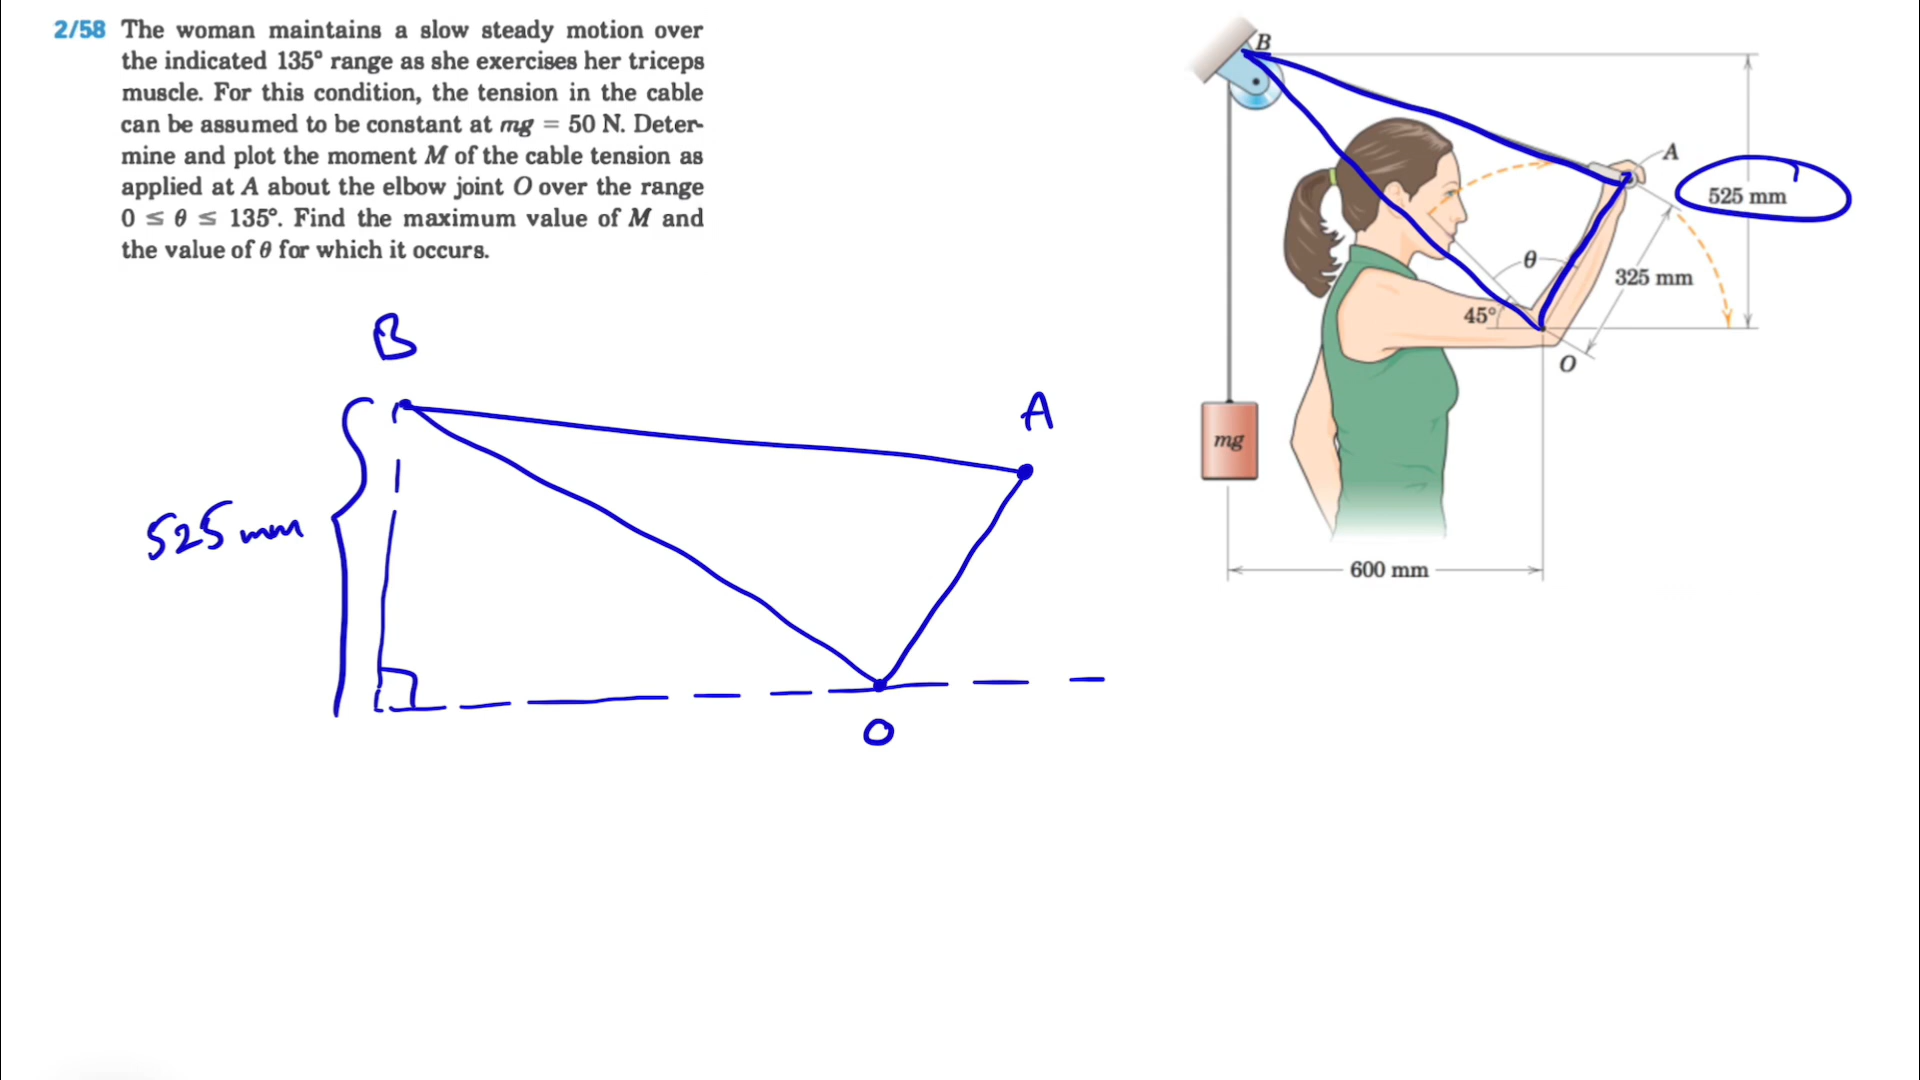 2/58 The woman maintains a slow steady motion over
the indicated 135° range as she exercises her triceps
muscle. For this condition, the tension in the cable
can be assumed to be constant at mg = 50 N. Deter-
mine and plot the moment M of the cable tension as
applied at A about the elbow joint O over the range
0 ≤ θ ≤ 135°. Find the maximum value of M and
the value of θ for which it occurs.
B
A
525 mm
θ
325 mm
45°
O
mg
600 mm
B
A
525 mm
O